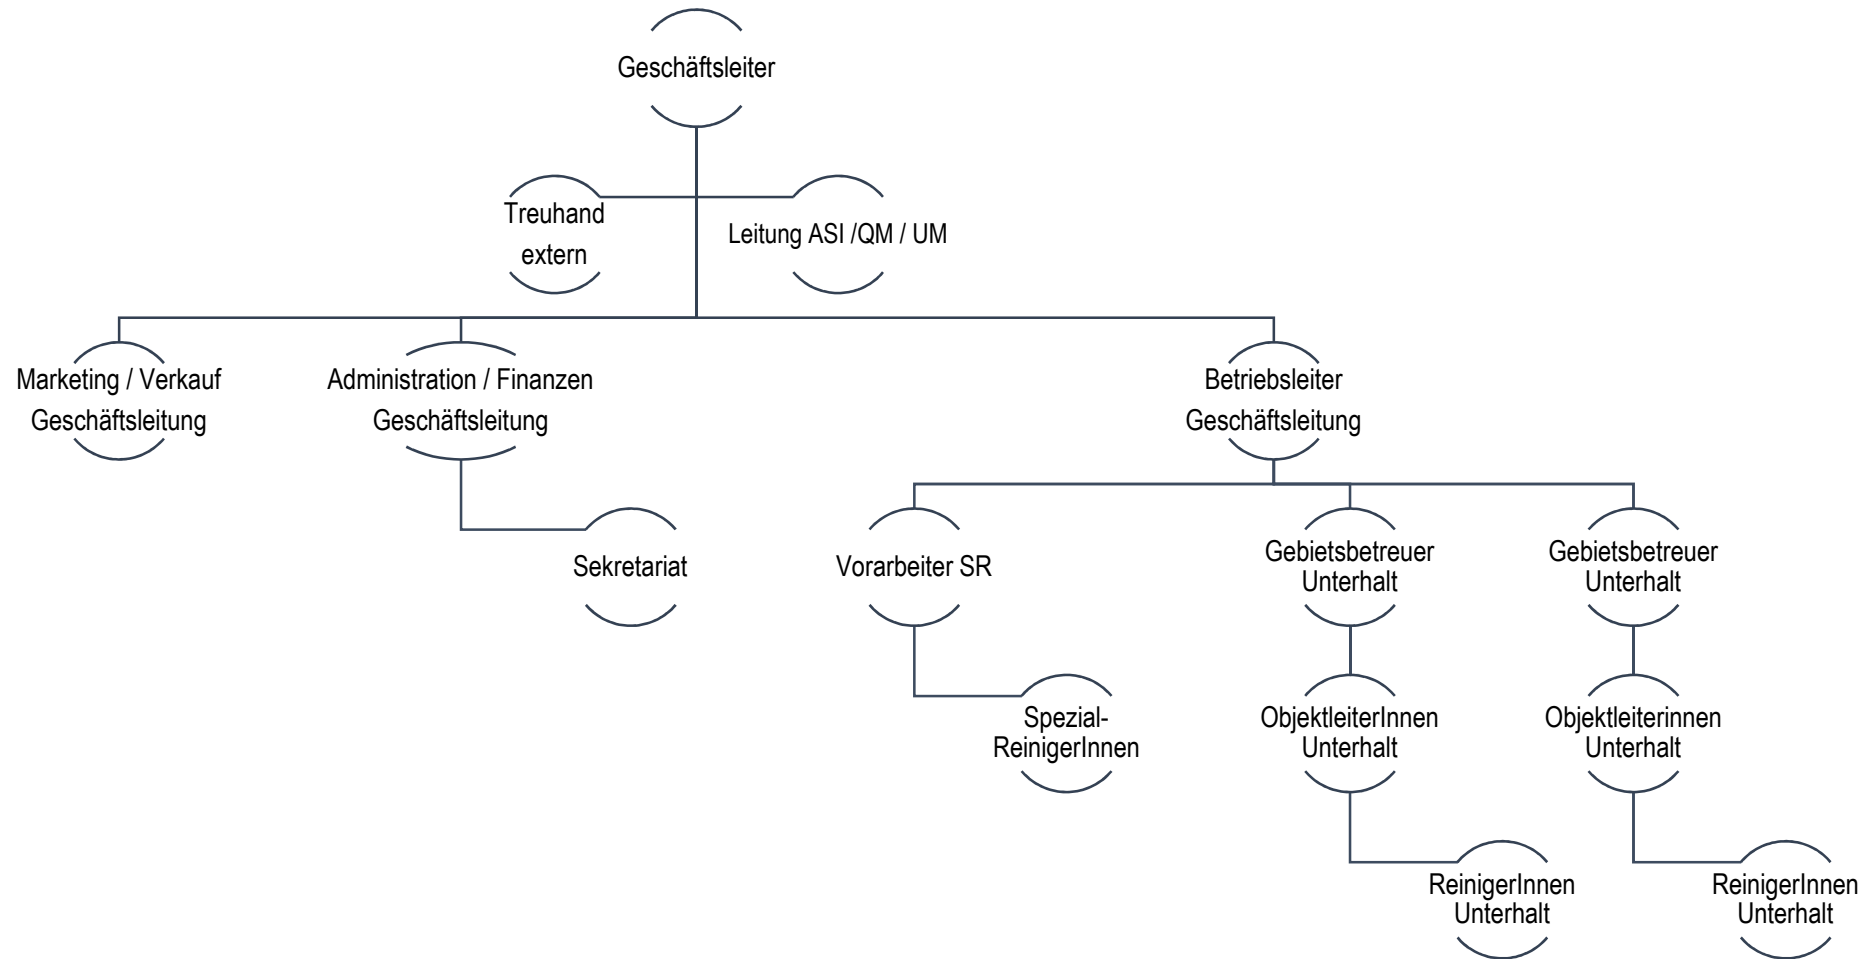 Geschäftsleiter
Treuhand
extern
Leitung ASI /QM / UM
Marketing / Verkauf
Geschäftsleitung
Administration / Finanzen
Geschäftsleitung
Betriebsleiter
Geschäftsleitung
Sekretariat
Vorarbeiter SR
Gebietsbetreuer
Unterhalt
Gebietsbetreuer
Unterhalt
Spezial-
ReinigerInnen
ObjektleiterInnen
Unterhalt
Objektleiterinnen
Unterhalt
ReinigerInnen
Unterhalt
ReinigerInnen
Unterhalt